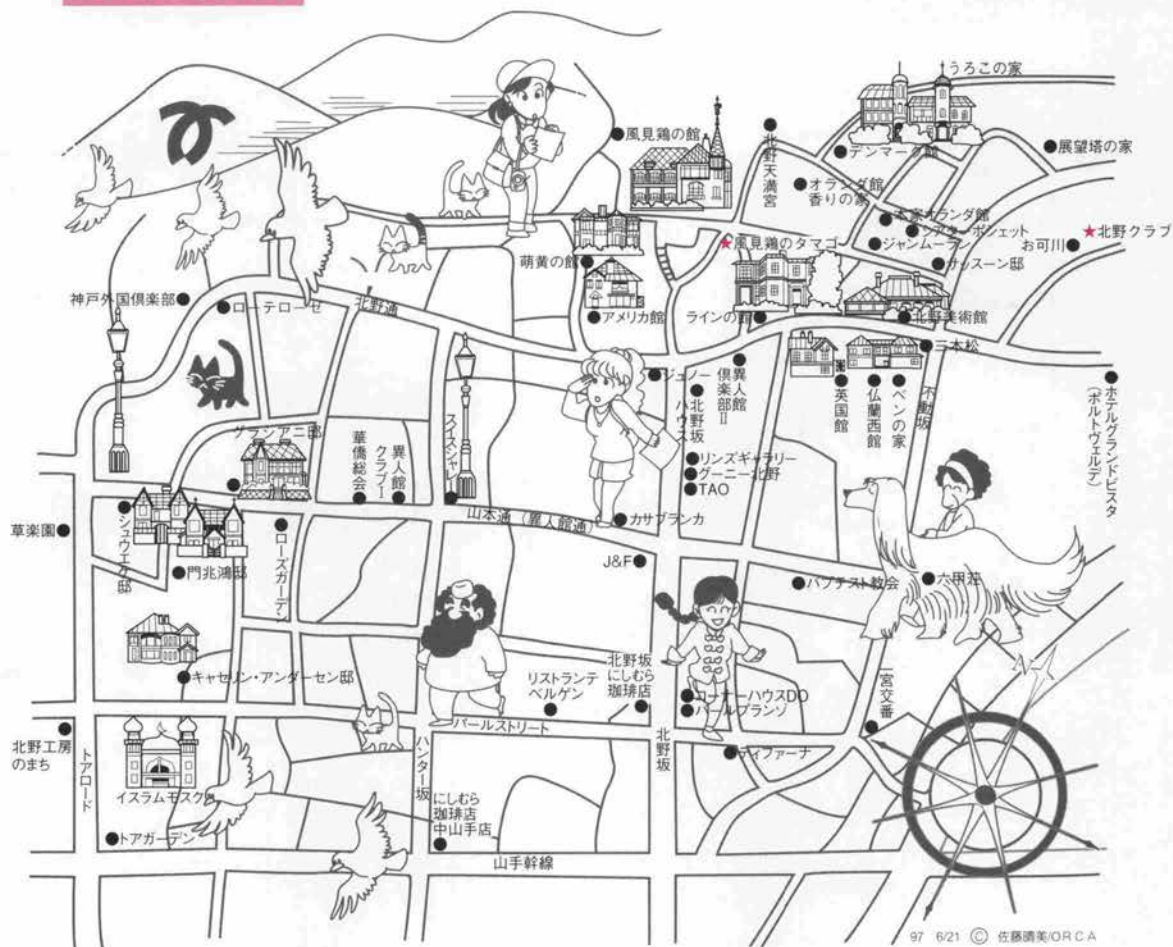 うろこの家
風見鶏の館
北野天満宮
デンマーク館
展望塔の家
オランダ館
香りの家
本家オランダ館
シアターポシェット
★北野クラブ
★風見鶏のタマゴ
ジャンムーラン
お可川
サッスーン邸
萌黄の館
神戸外国倶楽部
ローテローゼ
北野通
アメリカ館
ラインの館
北野美術館
三本松
ジュノー
異人館
倶楽部Ⅱ
北野坂
ハウス
英国館
仏蘭西館
ベンの家
不動坂
ホテルグランドビスタ
(ポルトヴェルデ)
グラシアニ邸
華僑総会
異人館
クラブⅠ
スイスシャレー
リンズギャラリー
グーニー北野
TAO
山本通(異人館通)
カサブランカ
草楽園
シュウエケ邸
門兆鴻邸
ローズガーデン
J&F
バプテスト教会
六甲荘
キャセリン・アンダーセン邸
リストランテ
ベルゲン
北野坂
にしむら
珈琲店
コーナーハウスDO
パールブランゾ
一宮交番
パールストリート
北野工房
のまち
トアロード
イスラムモスク
ハンター坂
北野坂
ティファーナ
にしむら
珈琲店
中山手店
トアガーデン
山手幹線
97 6/21 Ⓒ 佐藤晴美/ORCA